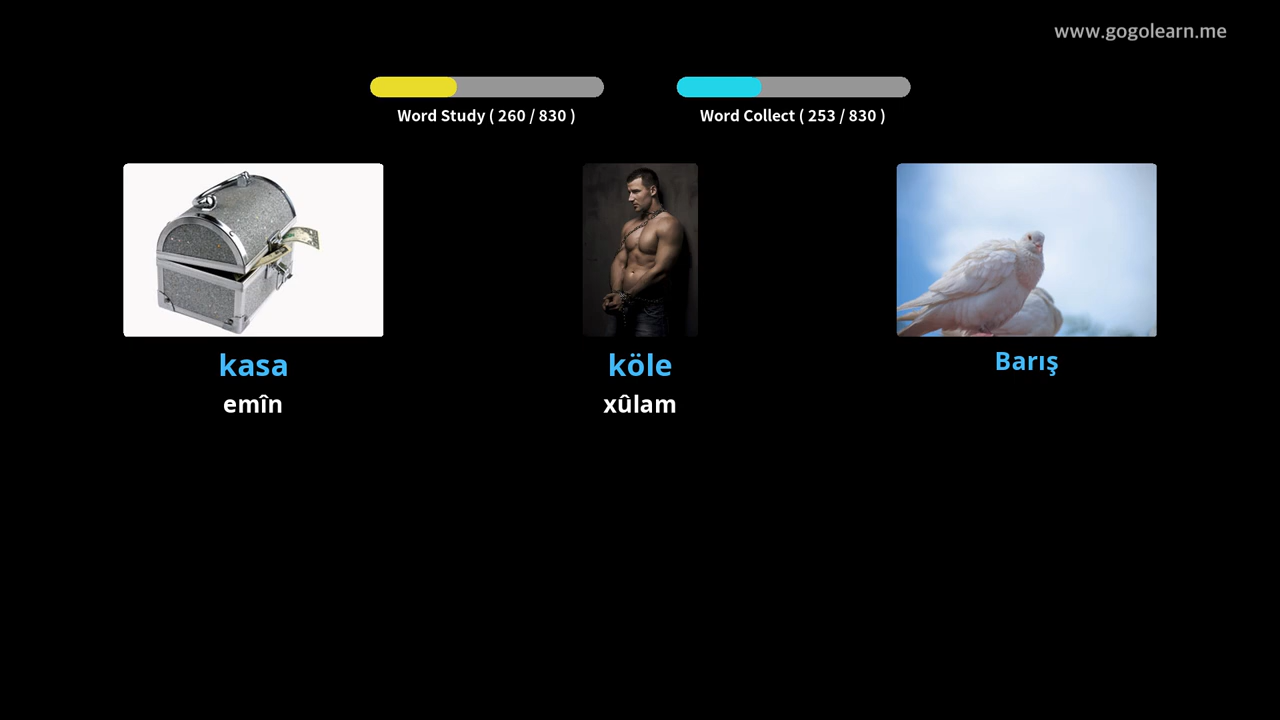 www.gogolearn.me
Word Study ( 260 / 830 )
Word Collect ( 253 / 830 )
kasa
emîn
köle
xûlam
Barış